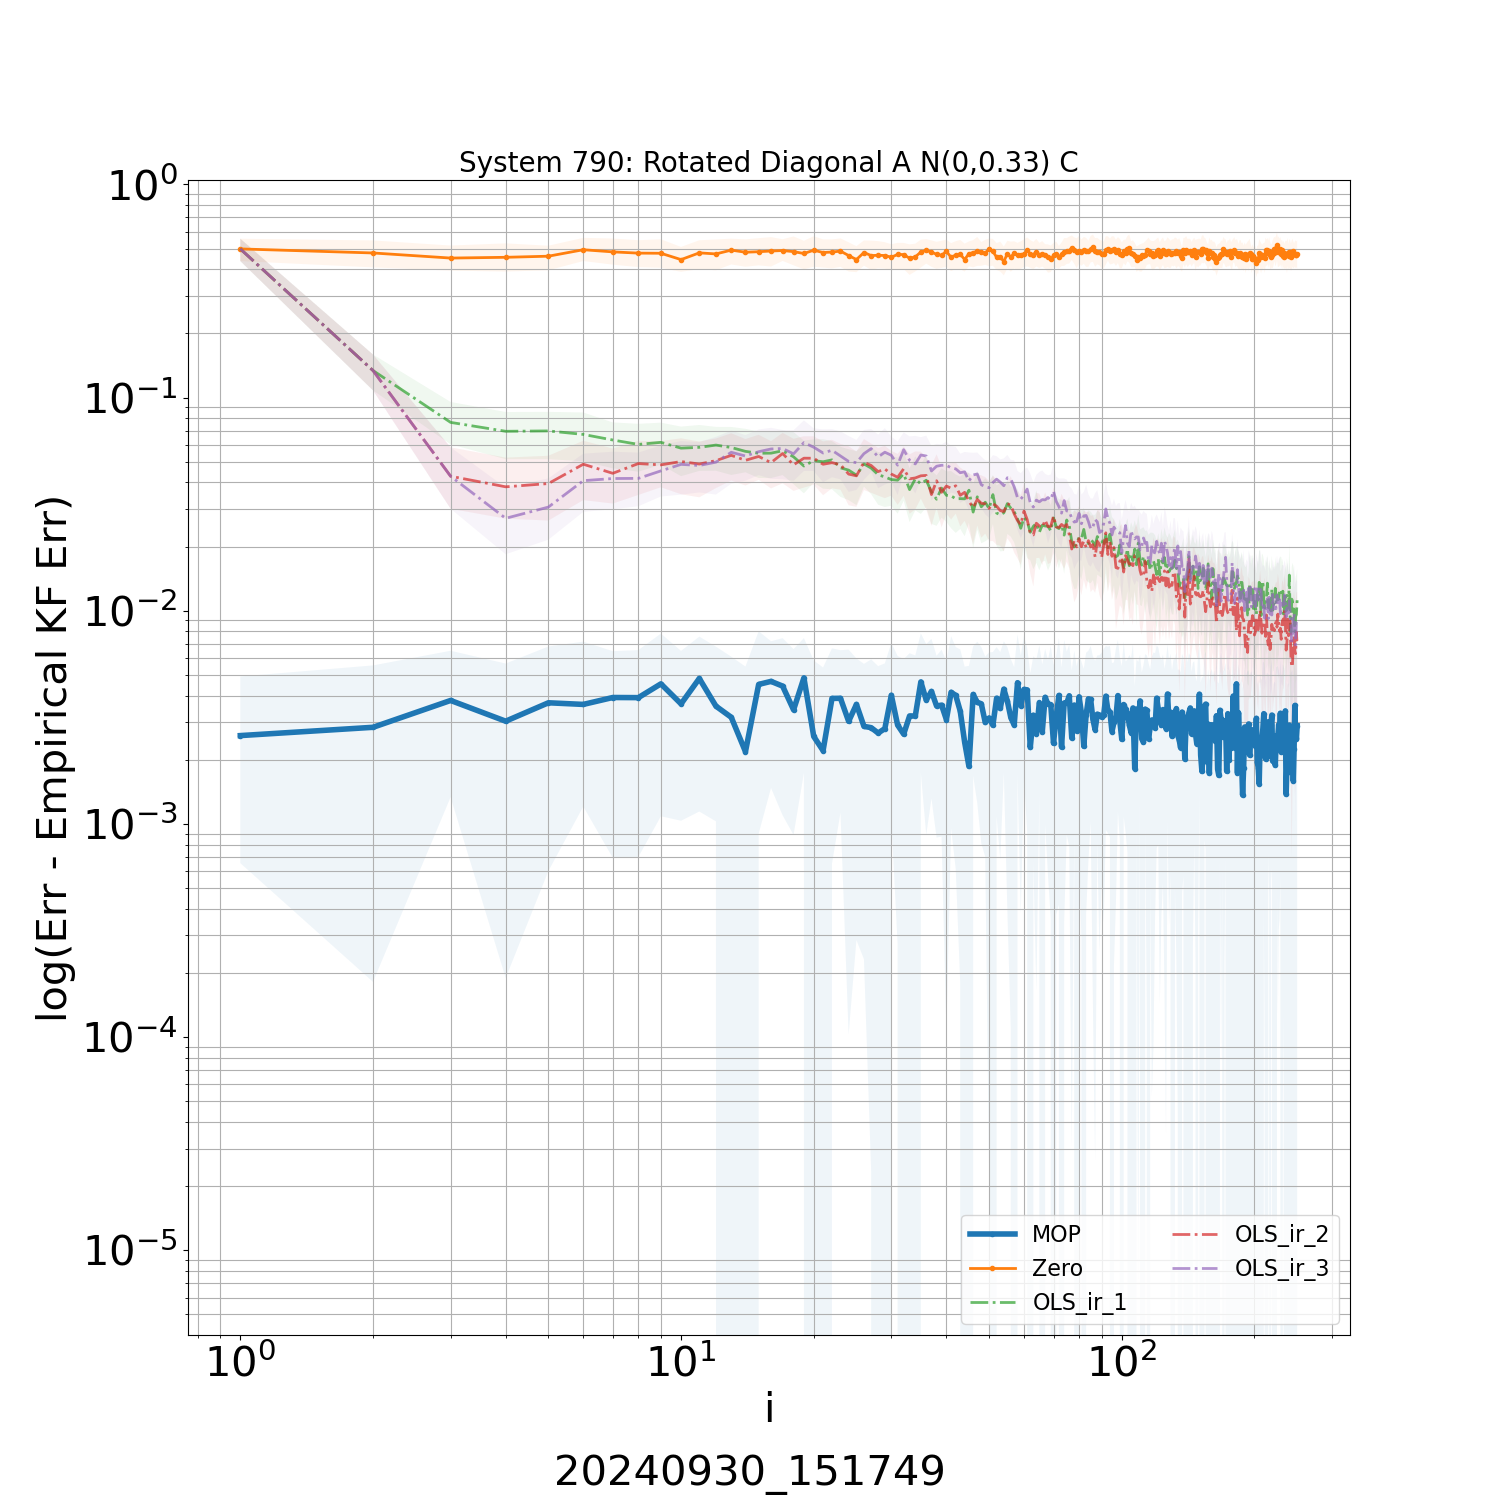 System 790: Rotated Diagonal A N(0,0.33) C
log(Err - Empirical KF Err)
10⁰
10⁻¹
10⁻²
10⁻³
10⁻⁴
10⁻⁵
MOP
Zero
OLS_ir_1
OLS_ir_2
OLS_ir_3
10⁰ 10¹ 10²
i
20240930_151749